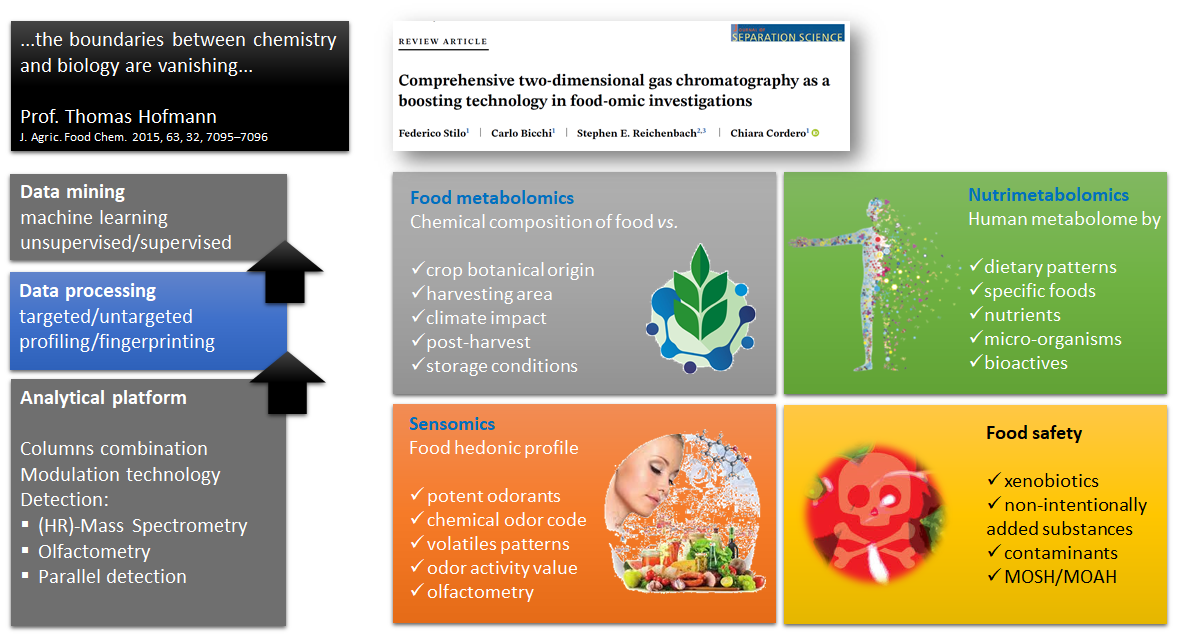 ...the boundaries between chemistry
and biology are vanishing...
Prof. Thomas Hofmann
J. Agric. Food Chem. 2015, 63, 32, 7095–7096
REVIEW ARTICLE
SEPARATION SCIENCE
Comprehensive two-dimensional gas chromatography as a
boosting technology in food-omic investigations
Federico Stilo1 | Carlo Bicchi1 | Stephen E. Reichenbach2,3 | Chiara Cordero1
Data mining
machine learning
unsupervised/supervised
Data processing
targeted/untargeted
profiling/fingerprinting
Analytical platform
Columns combination
Modulation technology
Detection:
▪ (HR)-Mass Spectrometry
▪ Olfactometry
▪ Parallel detection
Food metabolomics
Chemical composition of food vs.
✓crop botanical origin
✓harvesting area
✓climate impact
✓post-harvest
✓storage conditions
Nutrimetabolomics
Human metabolome by
✓dietary patterns
✓specific foods
✓nutrients
✓micro-organisms
✓bioactives
Sensomics
Food hedonic profile
✓potent odorants
✓chemical odor code
✓volatiles patterns
✓odor activity value
✓olfactometry
Food safety
✓xenobiotics
✓non-intentionally
added substances
✓contaminants
✓MOSH/MOAH